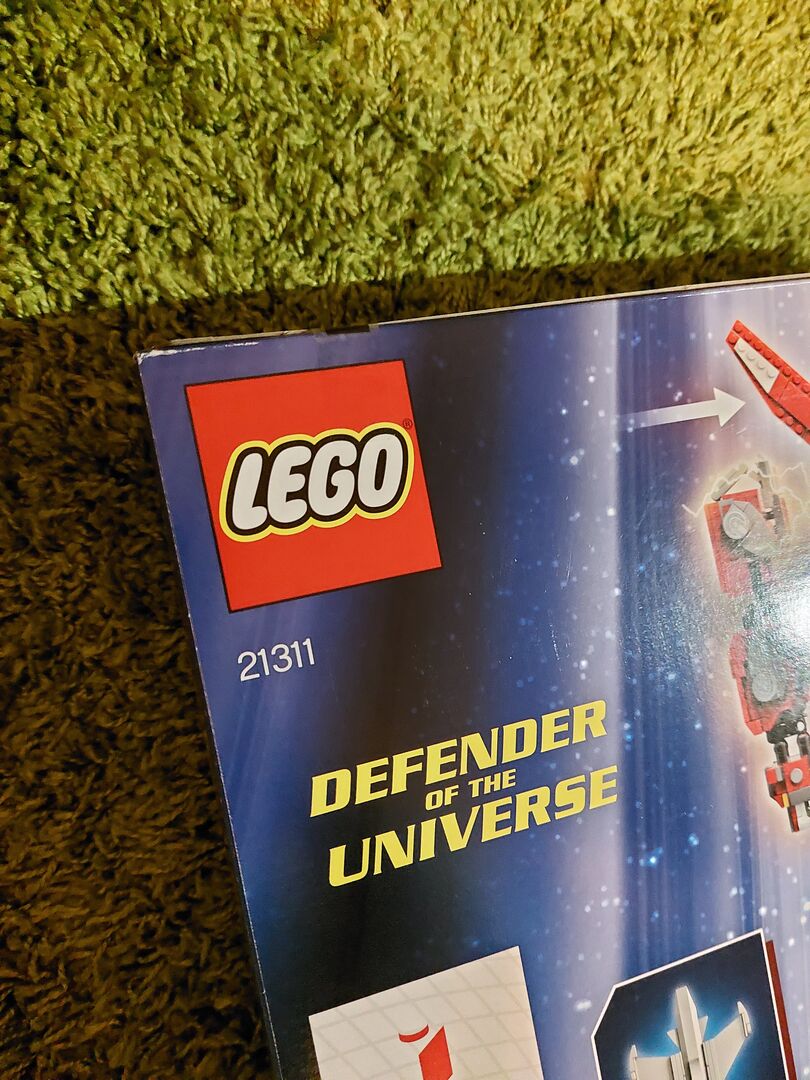 LEGO®
21311
DEFENDER
OF THE
UNIVERSE
i